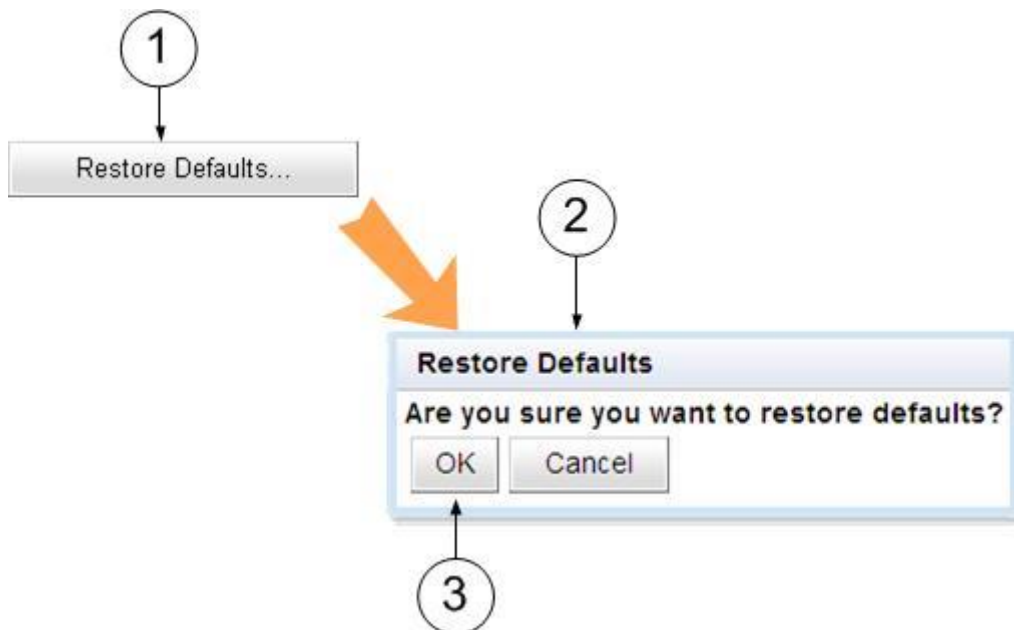 1
Restore Defaults...
2
Restore Defaults
Are you sure you want to restore defaults?
OK Cancel
3